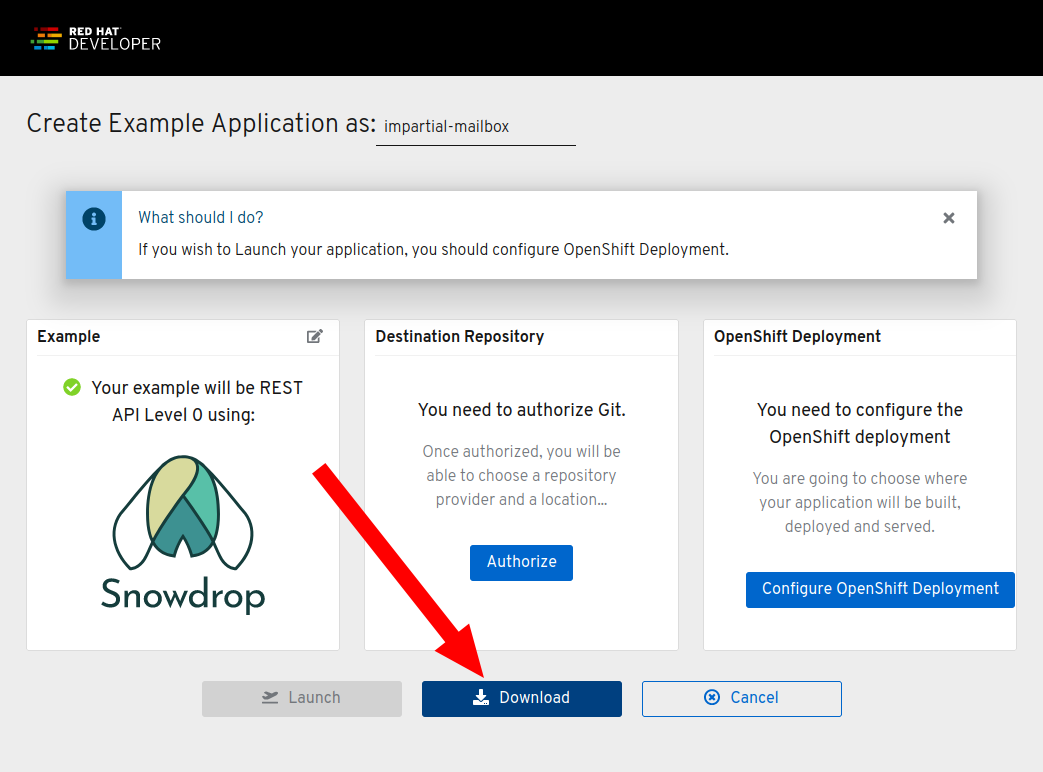 RED HAT
DEVELOPER
Create Example Application as: impartial-mailbox
What should I do?
If you wish to Launch your application, you should configure OpenShift Deployment.
Example
Your example will be REST
API Level 0 using:
Snowdrop
Destination Repository
You need to authorize Git.
Once authorized, you will be
able to choose a repository
provider and a location...
Authorize
OpenShift Deployment
You need to configure the
OpenShift deployment
You are going to choose where
your application will be built,
deployed and served.
Configure OpenShift Deployment
Launch
Download
Cancel